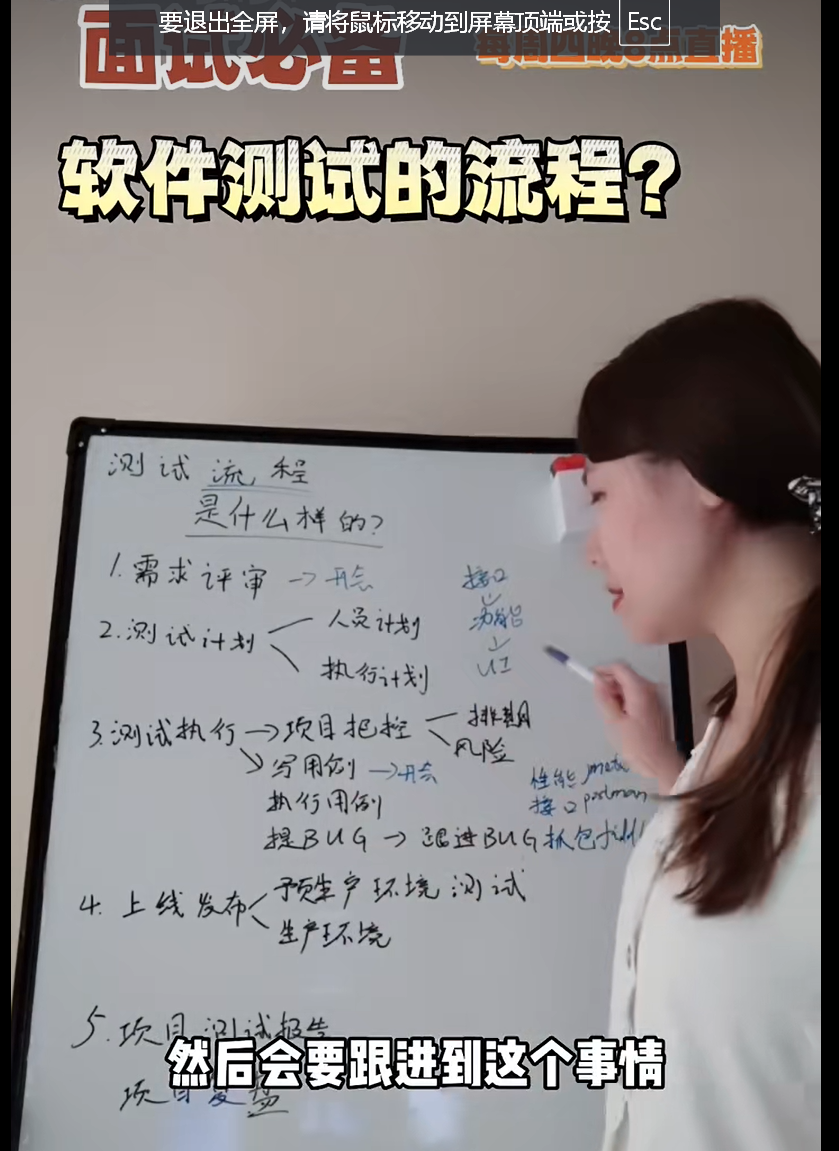 要退出全屏，请将鼠标移动到屏幕顶端或按 Esc
面试必备
每周四晚8点直播
软件测试的流程?
测试流程
是什么样的?
1. 需求评审 → 开会
接口
↓
功能
↓
UI
2. 测试计划
人员计划
执行计划
3. 测试执行 → 项目把控
排期
风险
写用例 → 开会
执行用例
提BUG → 跟进BUG
性能
接口 postman
抓包
4. 上线发布
预生产环境测试
生产环境
5. 项目测试报告
项目复盘
然后会要跟进到这个事情